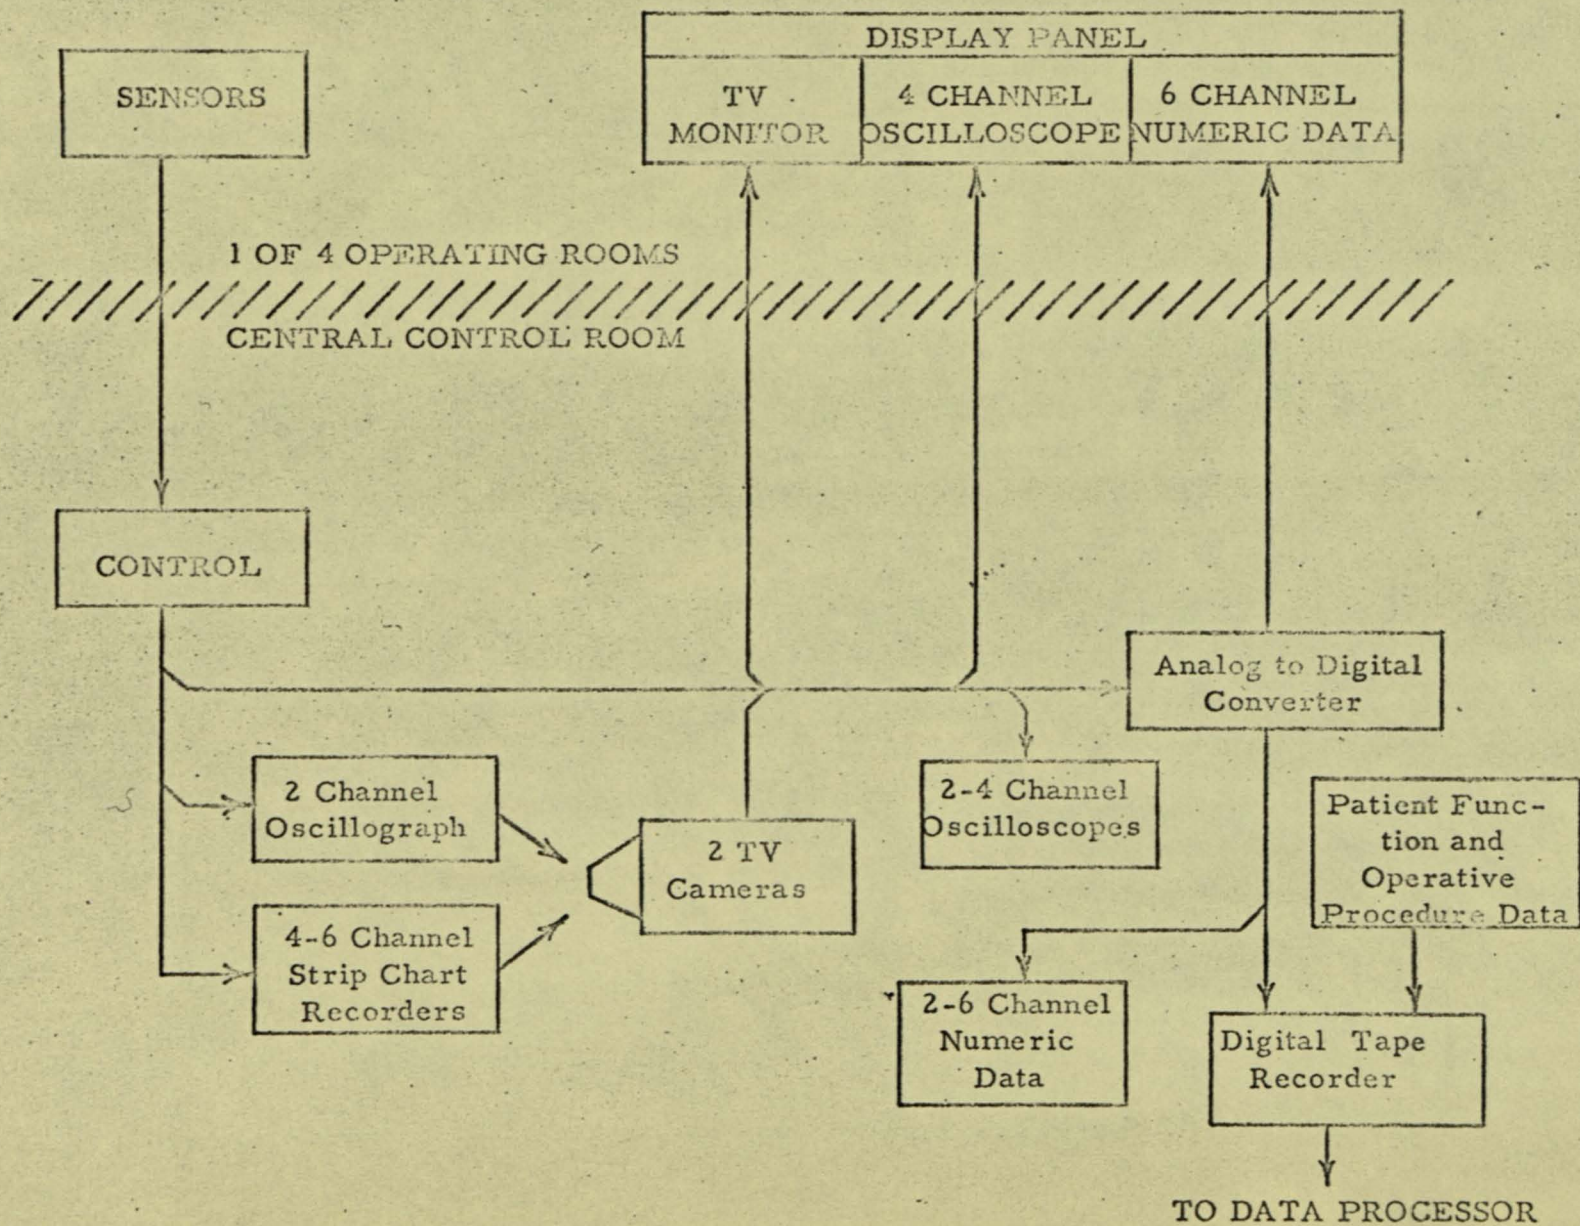 SENSORS
DISPLAY PANEL
TV
MONITOR
4 CHANNEL
OSCILLOSCOPE
6 CHANNEL
NUMERIC DATA
1 OF 4 OPERATING ROOMS
CENTRAL CONTROL ROOM
CONTROL
Analog to Digital
Converter
2 Channel
Oscillograph
2 TV
Cameras
2-4 Channel
Oscilloscopes
Patient Func-
tion and
Operative
Procedure Data
4-6 Channel
Strip Chart
Recorders
2-6 Channel
Numeric
Data
Digital Tape
Recorder
TO DATA PROCESSOR